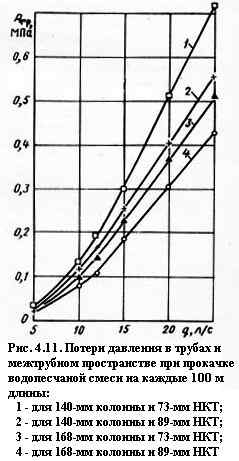 Pтр,
МПа
0,6
0,5
0,4
0,3
0,2
0,1
0
1
2
3
4
5 10 15 20 q, л/с
Рис. 4.11. Потери давления в трубах и
межтрубном пространстве при прокачке
водопесчаной смеси на каждые 100 м
длины:
1 - для 140-мм колонны и 73-мм НКТ;
2 - для 140-мм колонны и 89-мм НКТ;
3 - для 168-мм колонны и 73-мм НКТ;
4 - для 168-мм колонны и 89-мм НКТ